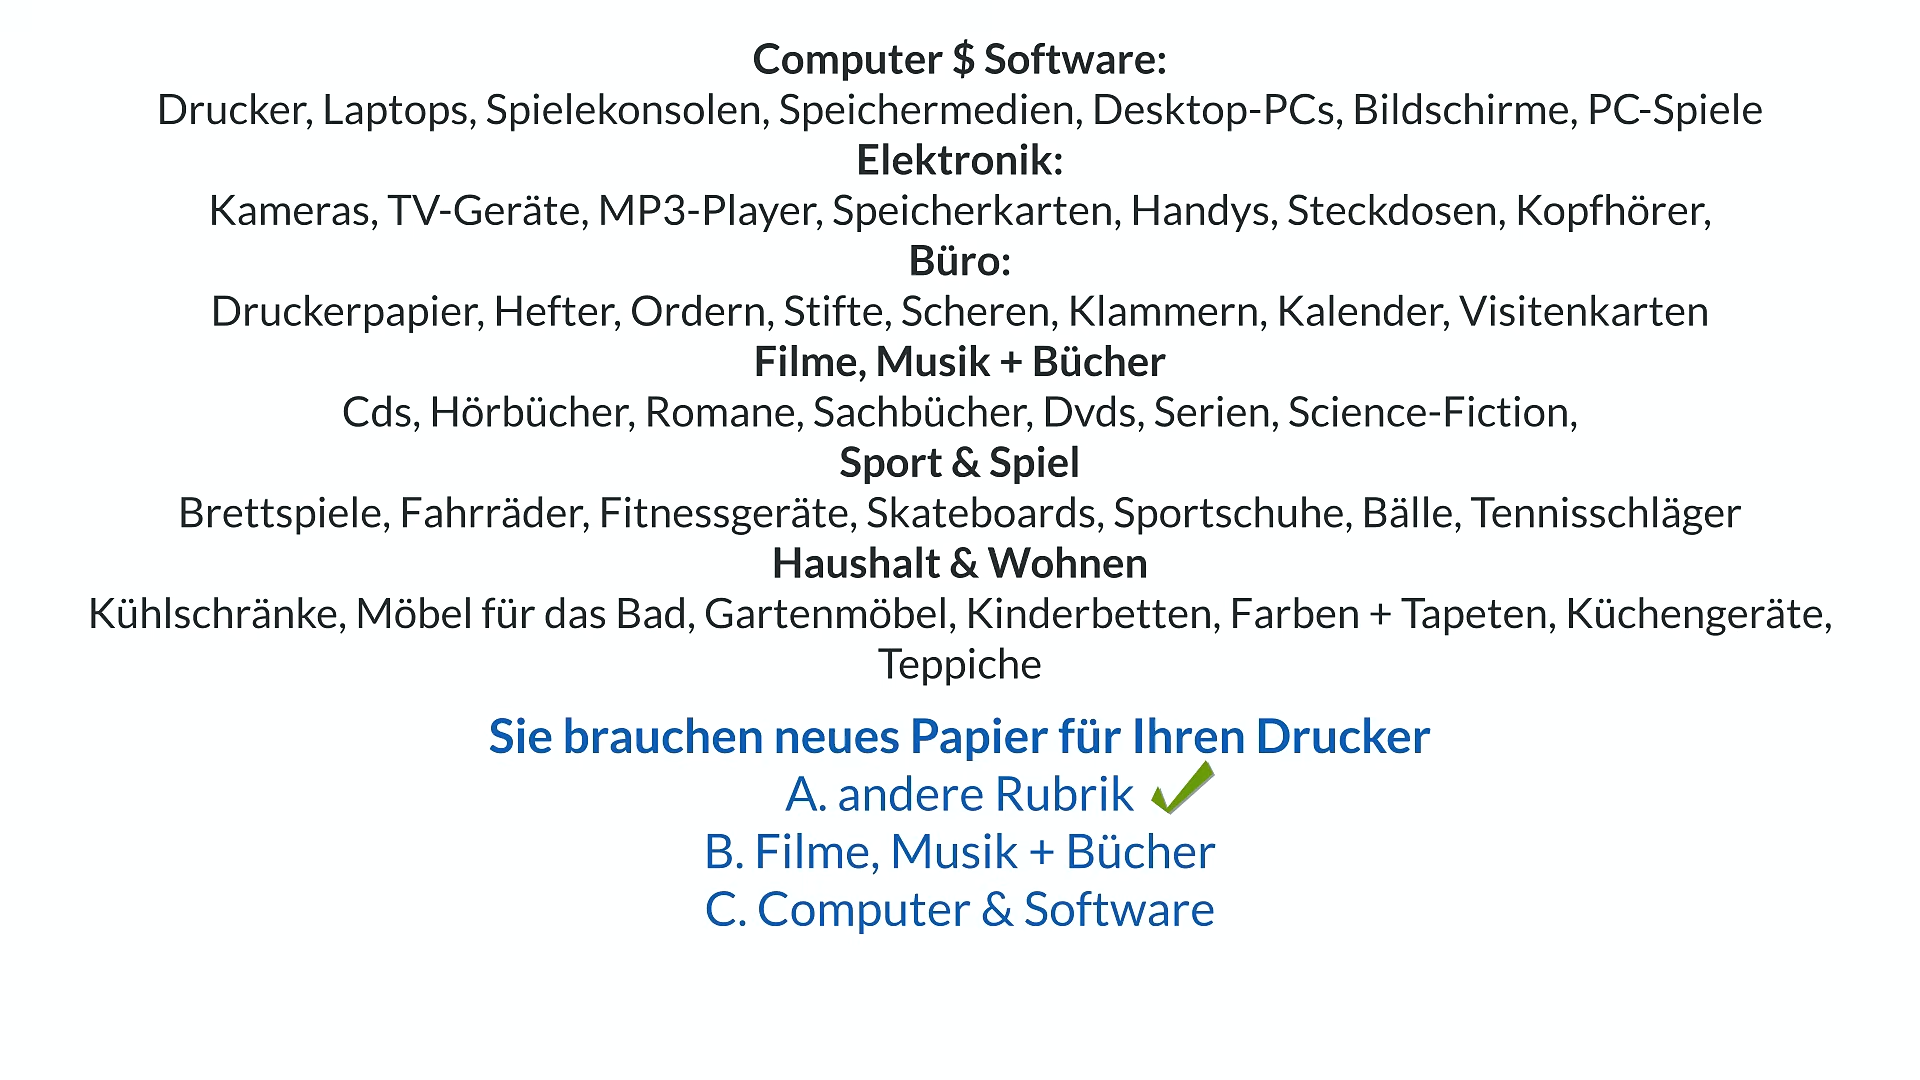 Computer $ Software:
Drucker, Laptops, Spielekonsolen, Speichermedien, Desktop-PCs, Bildschirme, PC-Spiele
Elektronik:
Kameras, TV-Geräte, MP3-Player, Speicherkarten, Handys, Steckdosen, Kopfhörer,
Büro:
Druckerpapier, Hefter, Ordern, Stifte, Scheren, Klammern, Kalender, Visitenkarten
Filme, Musik + Bücher
Cds, Hörbücher, Romane, Sachbücher, Dvds, Serien, Science-Fiction,
Sport & Spiel
Brettspiele, Fahrräder, Fitnessgeräte, Skateboards, Sportschuhe, Bälle, Tennisschläger
Haushalt & Wohnen
Kühlschränke, Möbel für das Bad, Gartenmöbel, Kinderbetten, Farben + Tapeten, Küchengeräte,
Teppiche
Sie brauchen neues Papier für Ihren Drucker
A. andere Rubrik
B. Filme, Musik + Bücher
C. Computer & Software